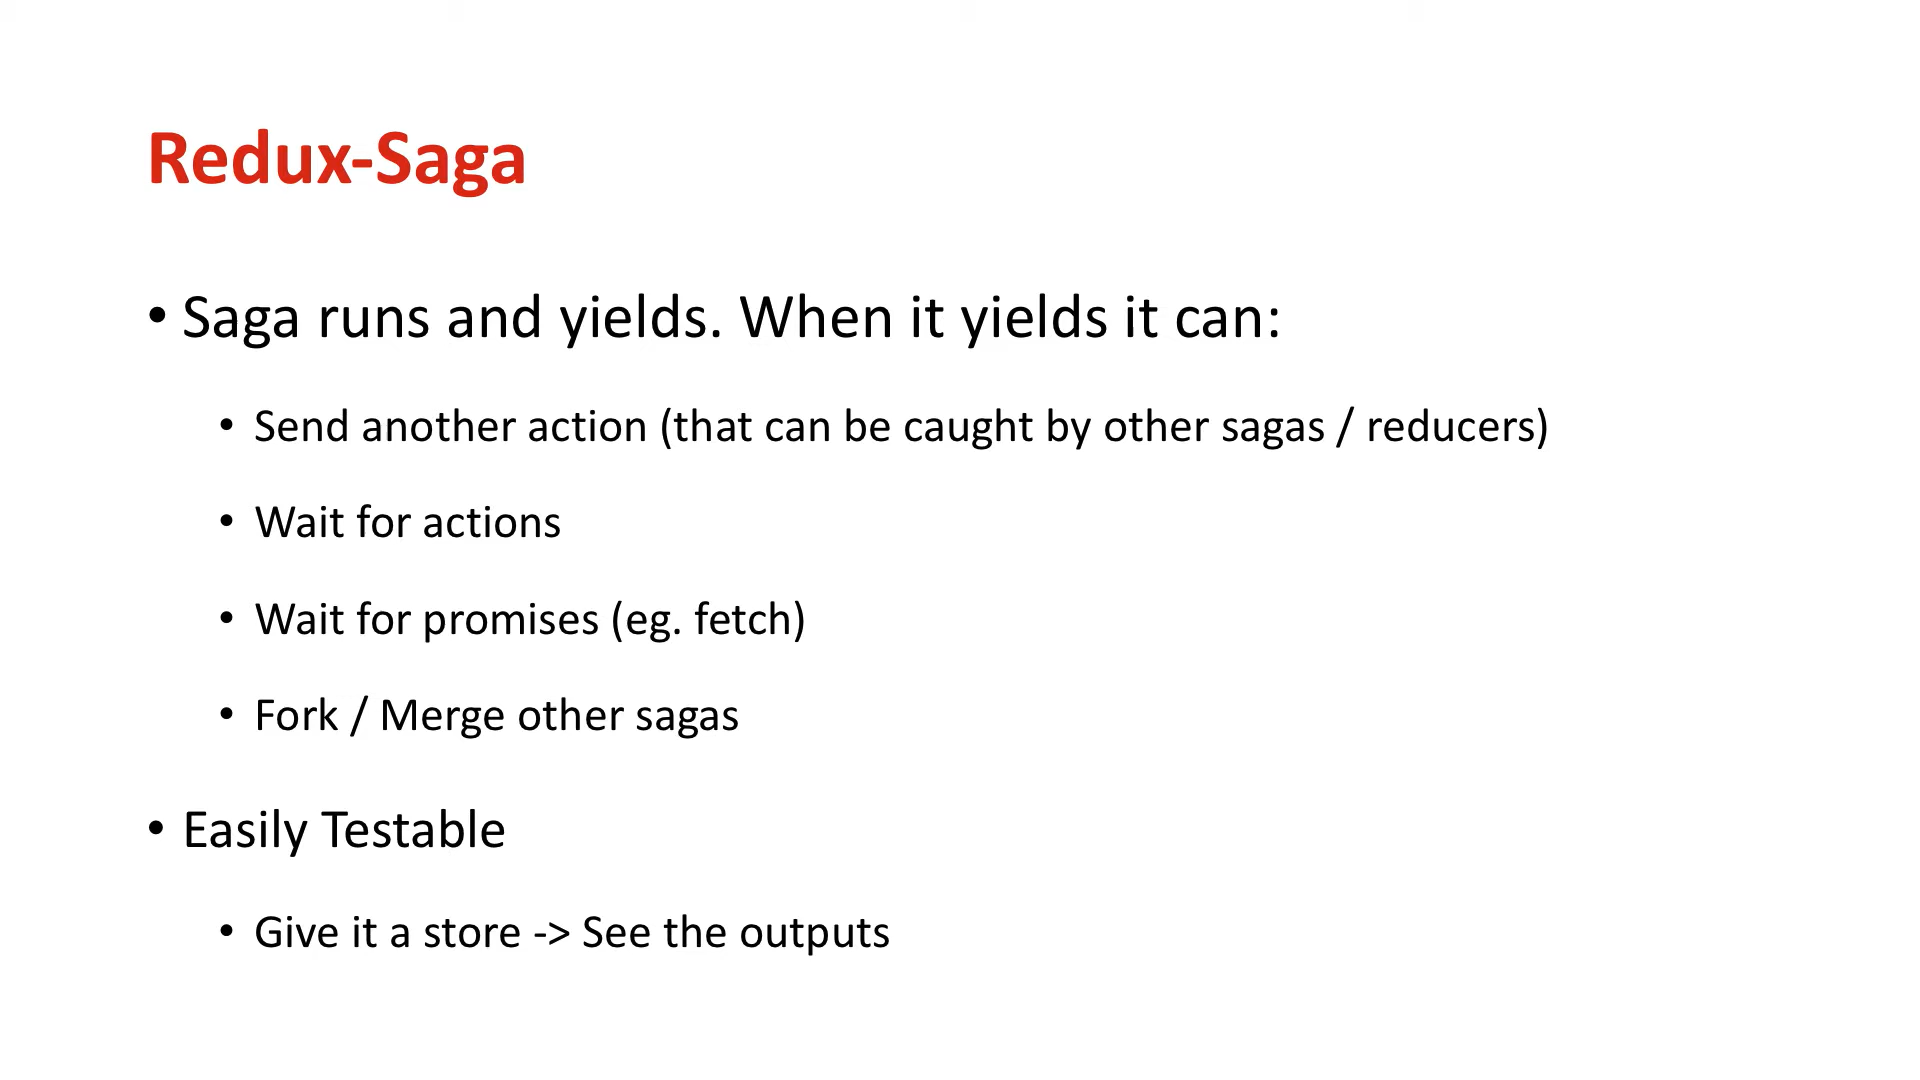 Redux-Saga
• Saga runs and yields. When it yields it can:
• Send another action (that can be caught by other sagas / reducers)
• Wait for actions
• Wait for promises (eg. fetch)
• Fork / Merge other sagas
• Easily Testable
• Give it a store -> See the outputs